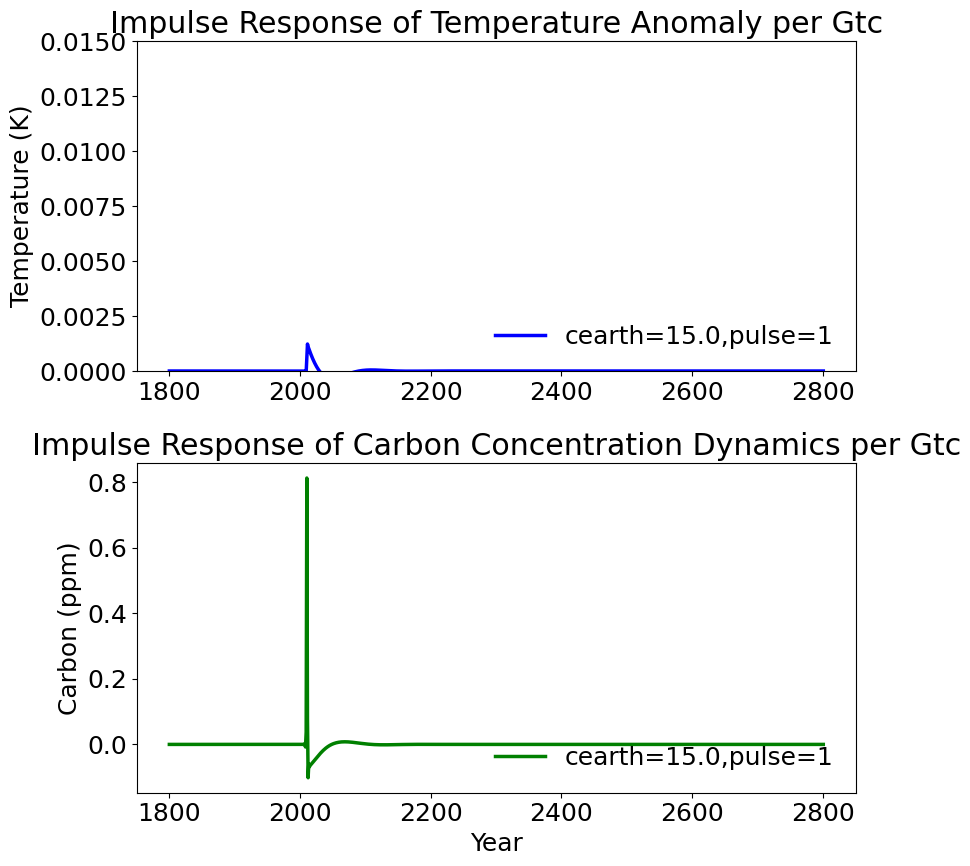 Impulse Response of Temperature Anomaly per Gtc
0.0150
0.0125
0.0100
0.0075
0.0050
0.0025
0.0000
Temperature (K)
cearth=15.0,pulse=1
1800 2000 2200 2400 2600 2800
Impulse Response of Carbon Concentration Dynamics per Gtc
0.8
0.6
0.4
0.2
0.0
Carbon (ppm)
cearth=15.0,pulse=1
1800 2000 2200 2400 2600 2800
Year